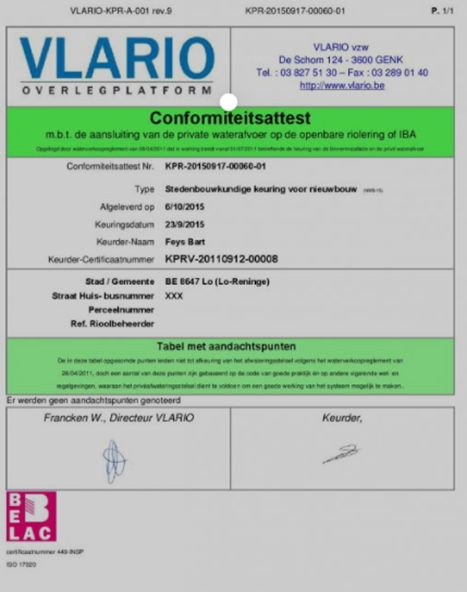 VLARIO-KPR-A-001 rev.9 KPR-20150917-00060-01 P. 1/1
VLARIO
OVERLEGPLATFORM
VLARIO vzw
De Schom 124 - 3600 GENK
Tel. : 03 827 51 30 – Fax : 03 289 01 40
http://www.vlario.be
Conformiteitsattest
m.b.t. de aansluiting van de private waterafvoer op de openbare riolering of IBA
Conformiteitsattest Nr. KPR-20150917-00060-01
Type Stedenbouwkundige keuring voor nieuwbouw
Afgeleverd op 6/10/2015
Keuringsdatum 23/9/2015
Keurder-Naam Feys Bart
Keurder-Certificaatnummer KPRV-20110912-00008
Stad / Gemeente BE 8647 Lo (Lo-Reninge)
Straat Huis- busnummer XXX
Perceelnummer
Ref. Rioolbeheerder
Tabel met aandachtspunten
De in deze tabel opgesomde punten leiden niet tot afkeuring van het afwateringsstelsel volgens het waterverkoopreglement van
28/04/2011, doch een aantal van deze punten zijn gebaseerd op de code van goede praktijk én op andere vigerende wet- en
regelgevingen, waaraan het privéafwateringsstelsel dient te voldoen om een goede werking van het systeem mogelijk te maken.
Er werden geen aandachtspunten genoteerd
Francken W., Directeur VLARIO Keurder,
BELAC
certificaatnummer 449-INSP
ISO 17020